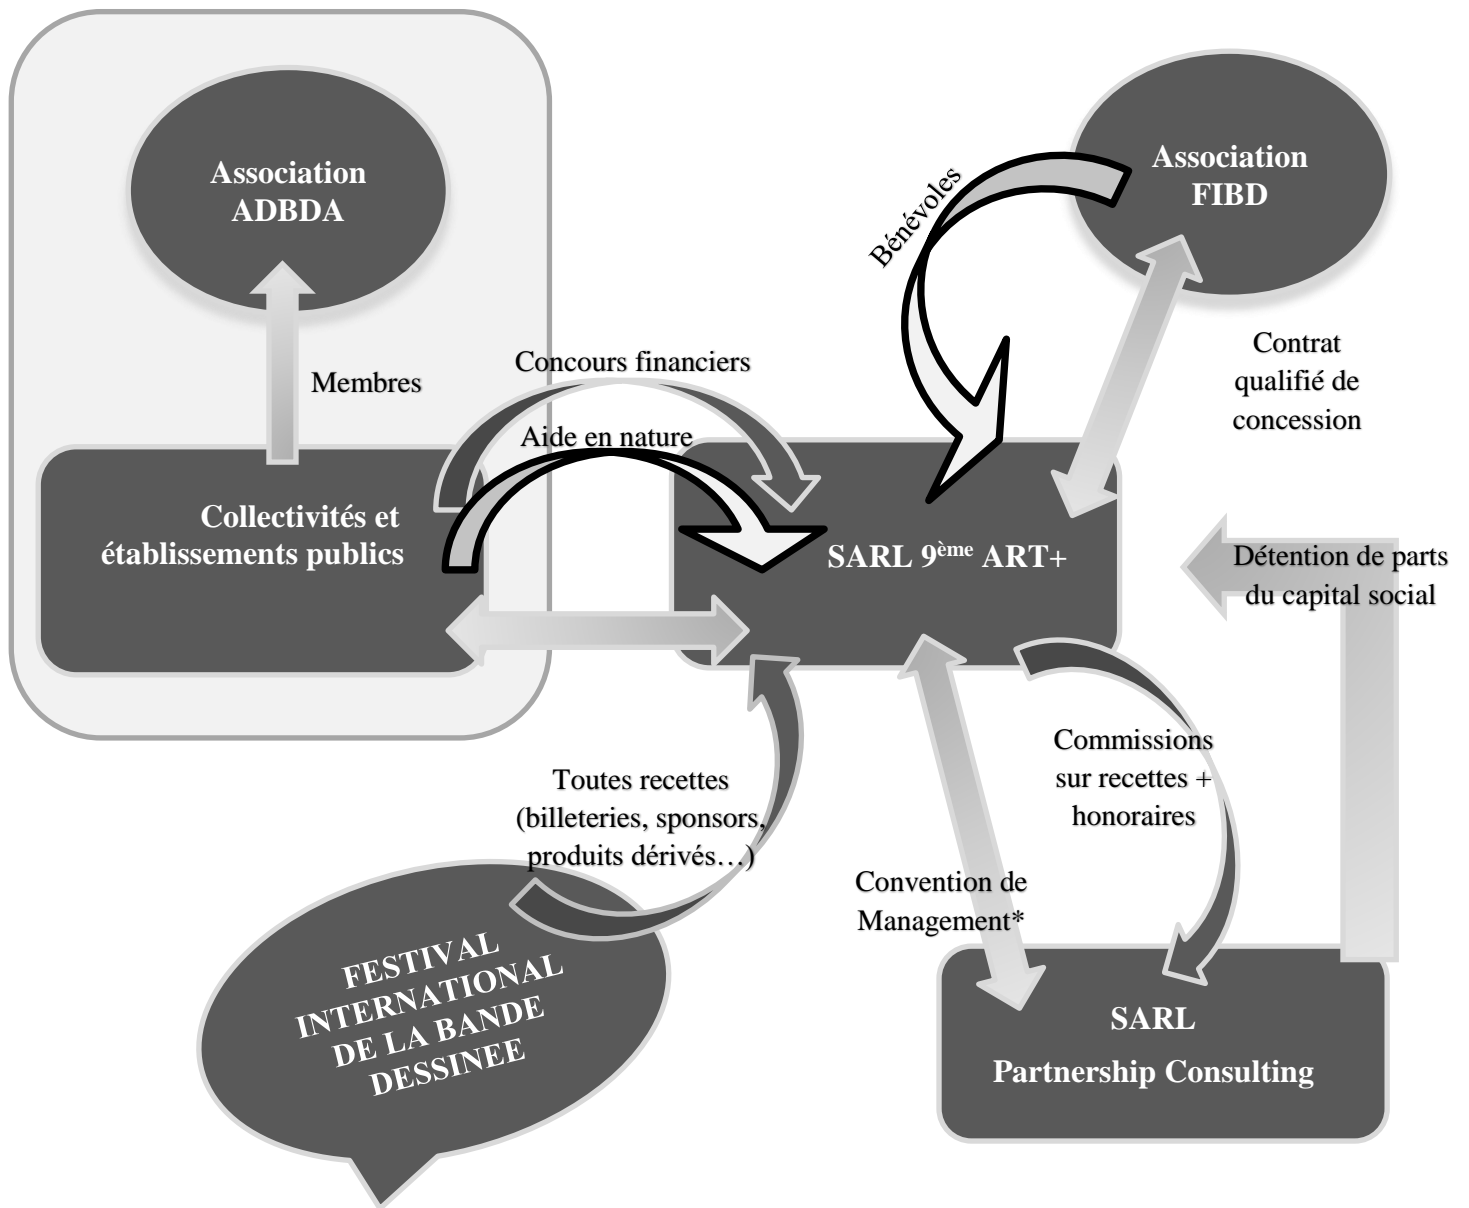 Association
ADBDA
Association
FIBD
Bénévoles
Contrat
qualifié de
concession
Concours financiers
Membres
Aide en nature
Collectivités et
établissements publics
SARL 9ème ART+
Détention de parts
du capital social
Toutes recettes
(billeteries, sponsors,
produits dérivés…)
Commissions
sur recettes +
honoraires
Convention de
Management*
FESTIVAL
INTERNATIONAL
DE LA BANDE
DESSINEE
SARL
Partnership Consulting